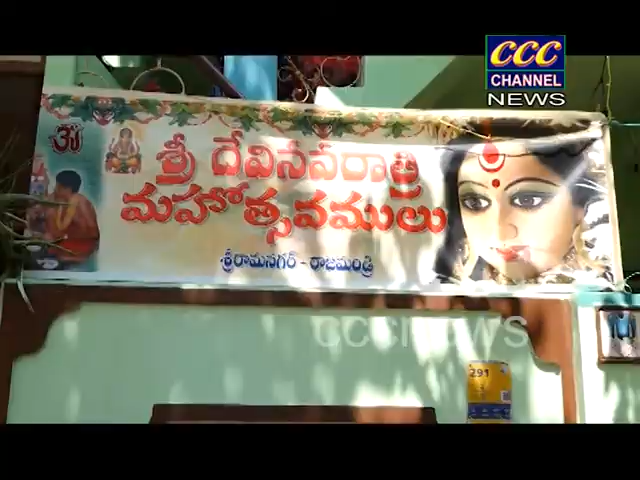 CCC
CHANNEL
NEWS
శ్రీ దేవినవరాత్రి
మహోత్సవములు
శ్రీరామనగర్ - రాజమండ్రి
CCC NEWS
291